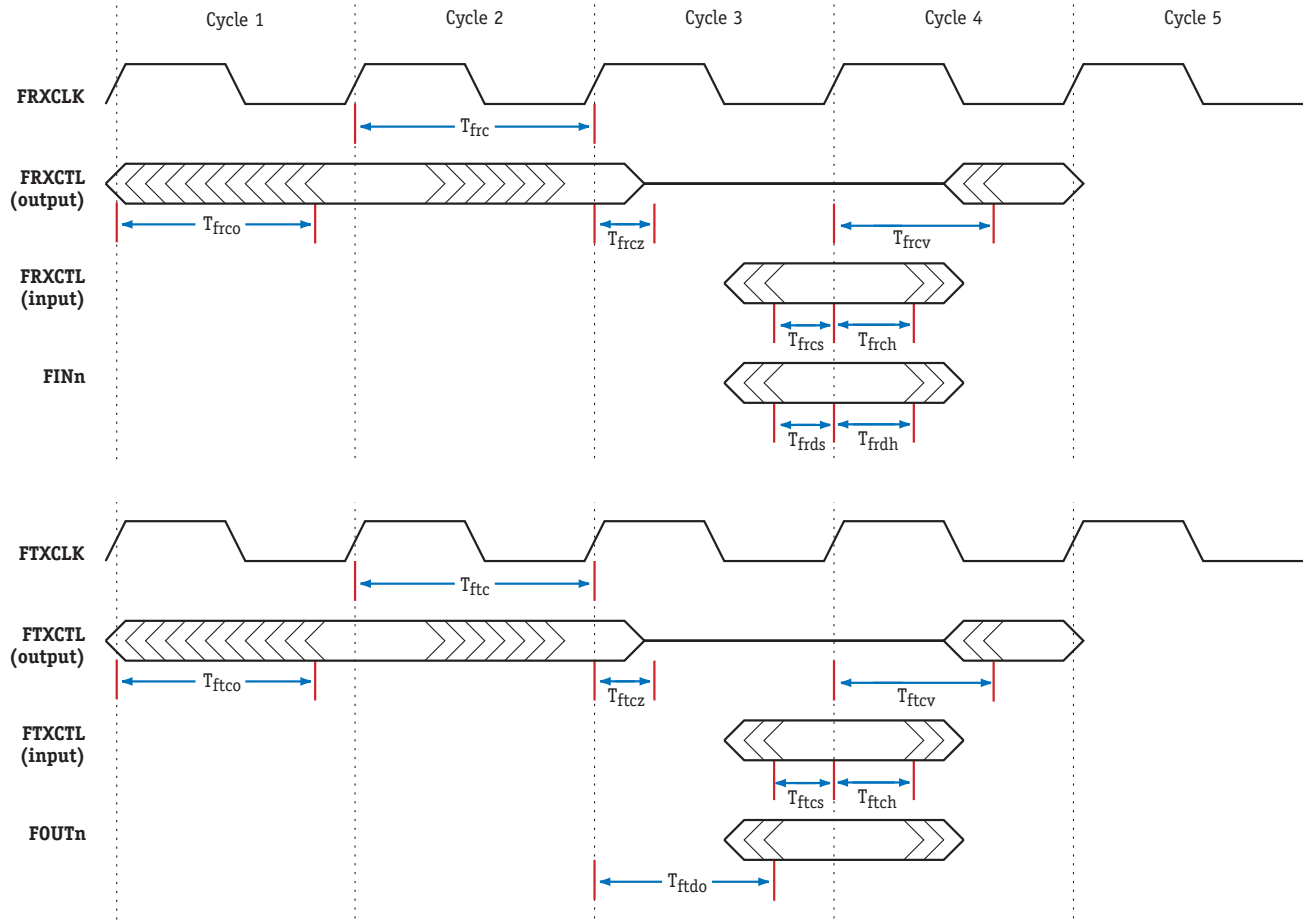 Cycle 1 Cycle 2 Cycle 3 Cycle 4 Cycle 5
FRXCLK
Tfrc
FRXCTL
(output)
Tfrco Tfrcz Tfrcv
FRXCTL
(input)
Tfrcs Tfrch
FINn
Tfrds Tfrdh
FTXCLK
Tftc
FTXCTL
(output)
Tftco Tftcz Tftcv
FTXCTL
(input)
Tftcs Tftch
FOUTn
Tftdo